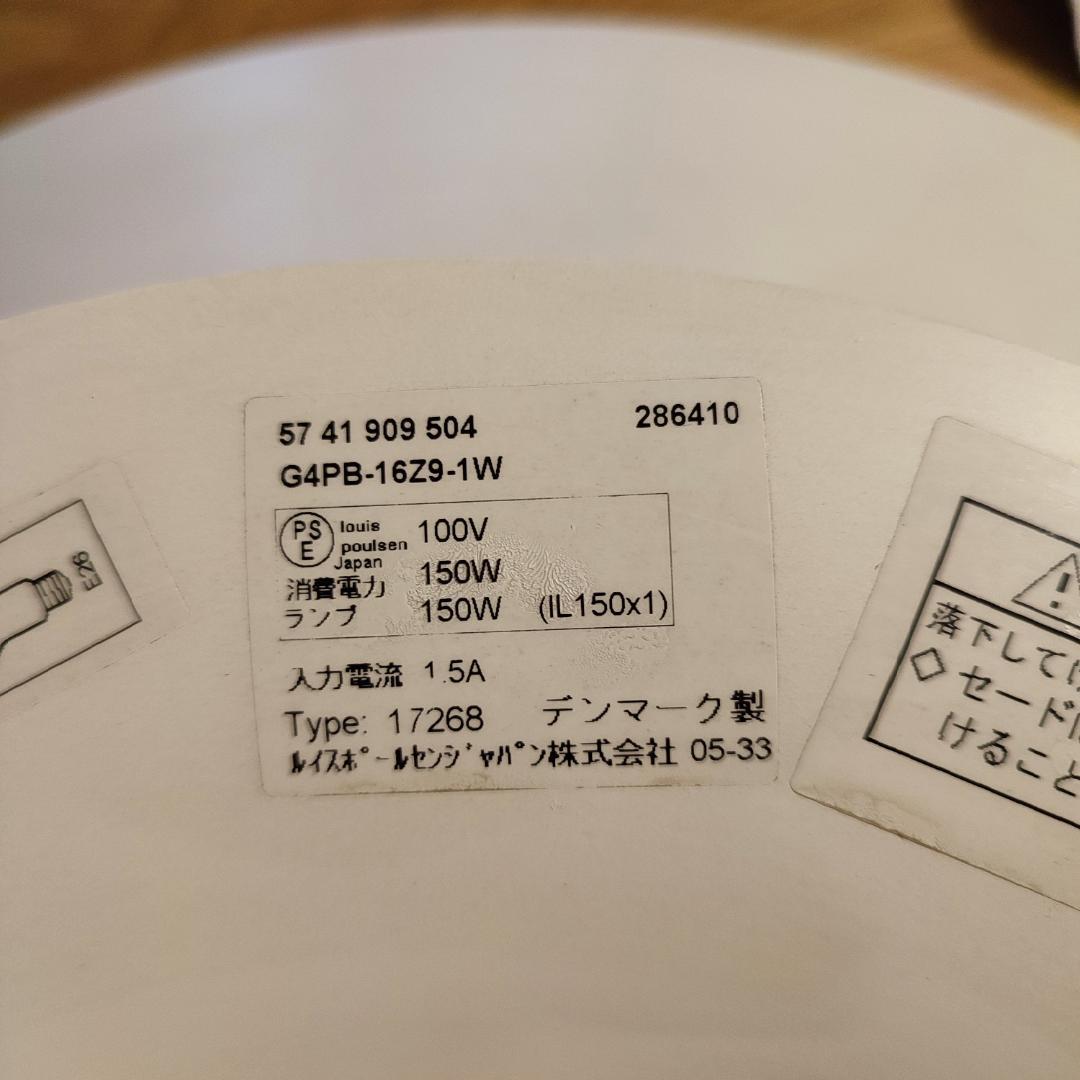 57 41 909 504 286410
G4PB-16Z9-1W
PS
E
louis
poulsen
Japan
100V
消費電力 150W
ランプ 150W (IL150x1)
入力電流 1.5A
Type: 17268 デンマーク製
ルイスポールセンジャパン株式会社 05-33
E26
!
落下して
◇ セード
けること